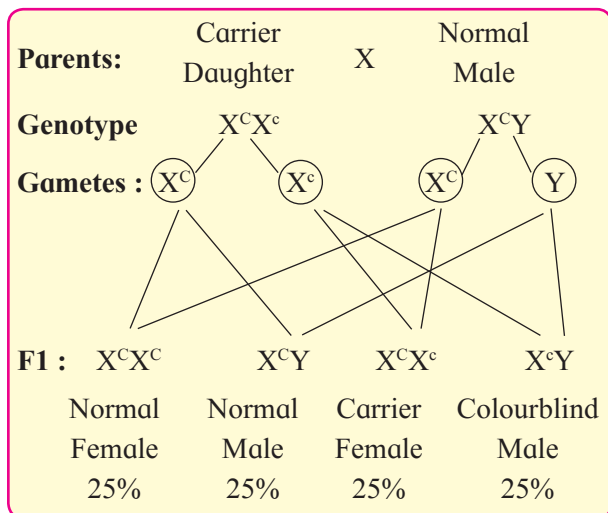 Carrier Normal
Parents: X
Daughter Male
Genotype XᶜXᶜ XᶜY
Gametes : Xᶜ Xᶜ Xᶜ Y
F1 : XᶜXᶜ XᶜY XᶜXᶜ XᶜY
Normal Normal Carrier Colourblind
Female Male Female Male
25% 25% 25% 25%